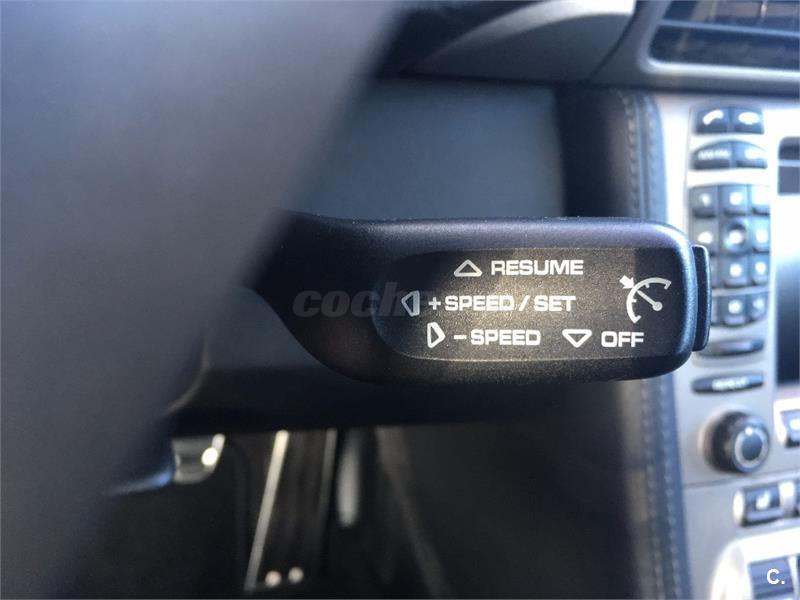 RESUME
+ SPEED / SET
- SPEED OFF
C.